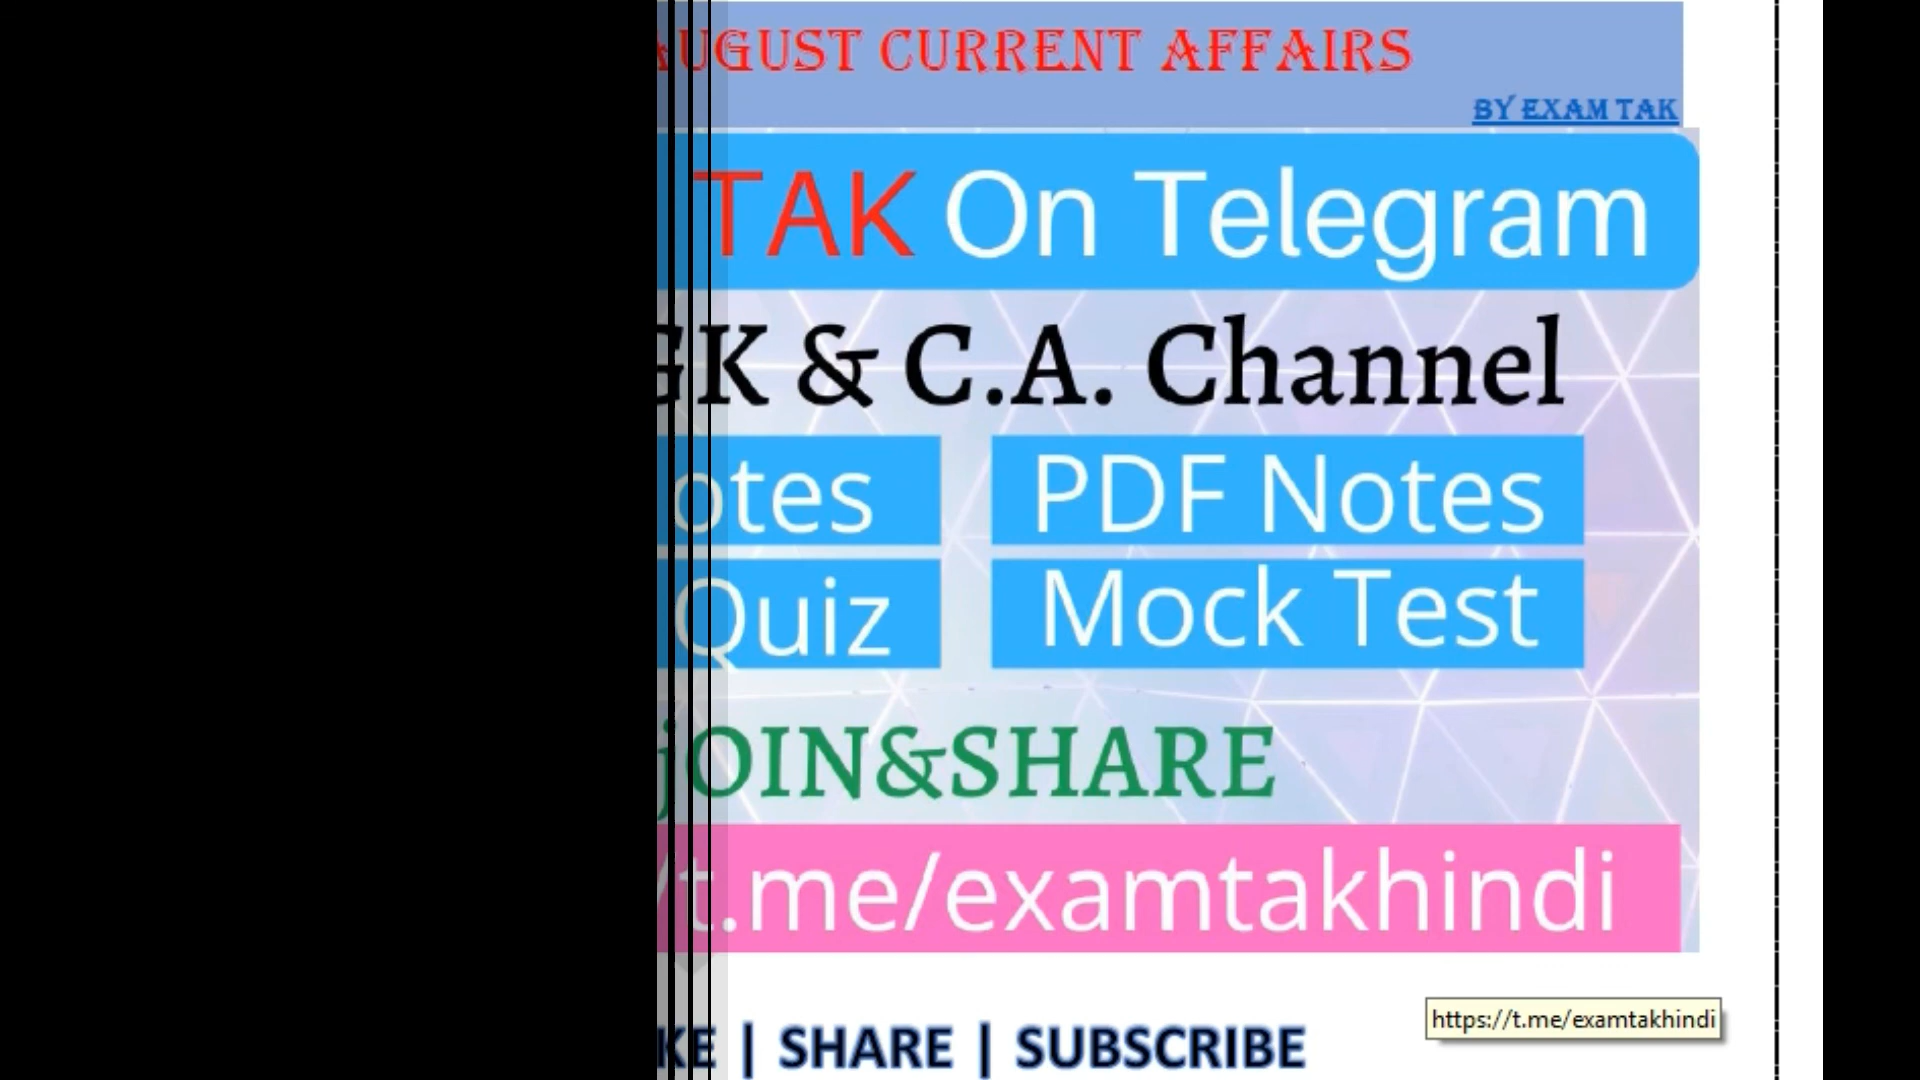 AUGUST CURRENT AFFAIRS
BY EXAM TAK
TAK On Telegram
GK & C.A. Channel
otes PDF Notes
Quiz Mock Test
jOIN&SHARE
/t.me/examtakhindi
https://t.me/examtakhindi
KE | SHARE | SUBSCRIBE